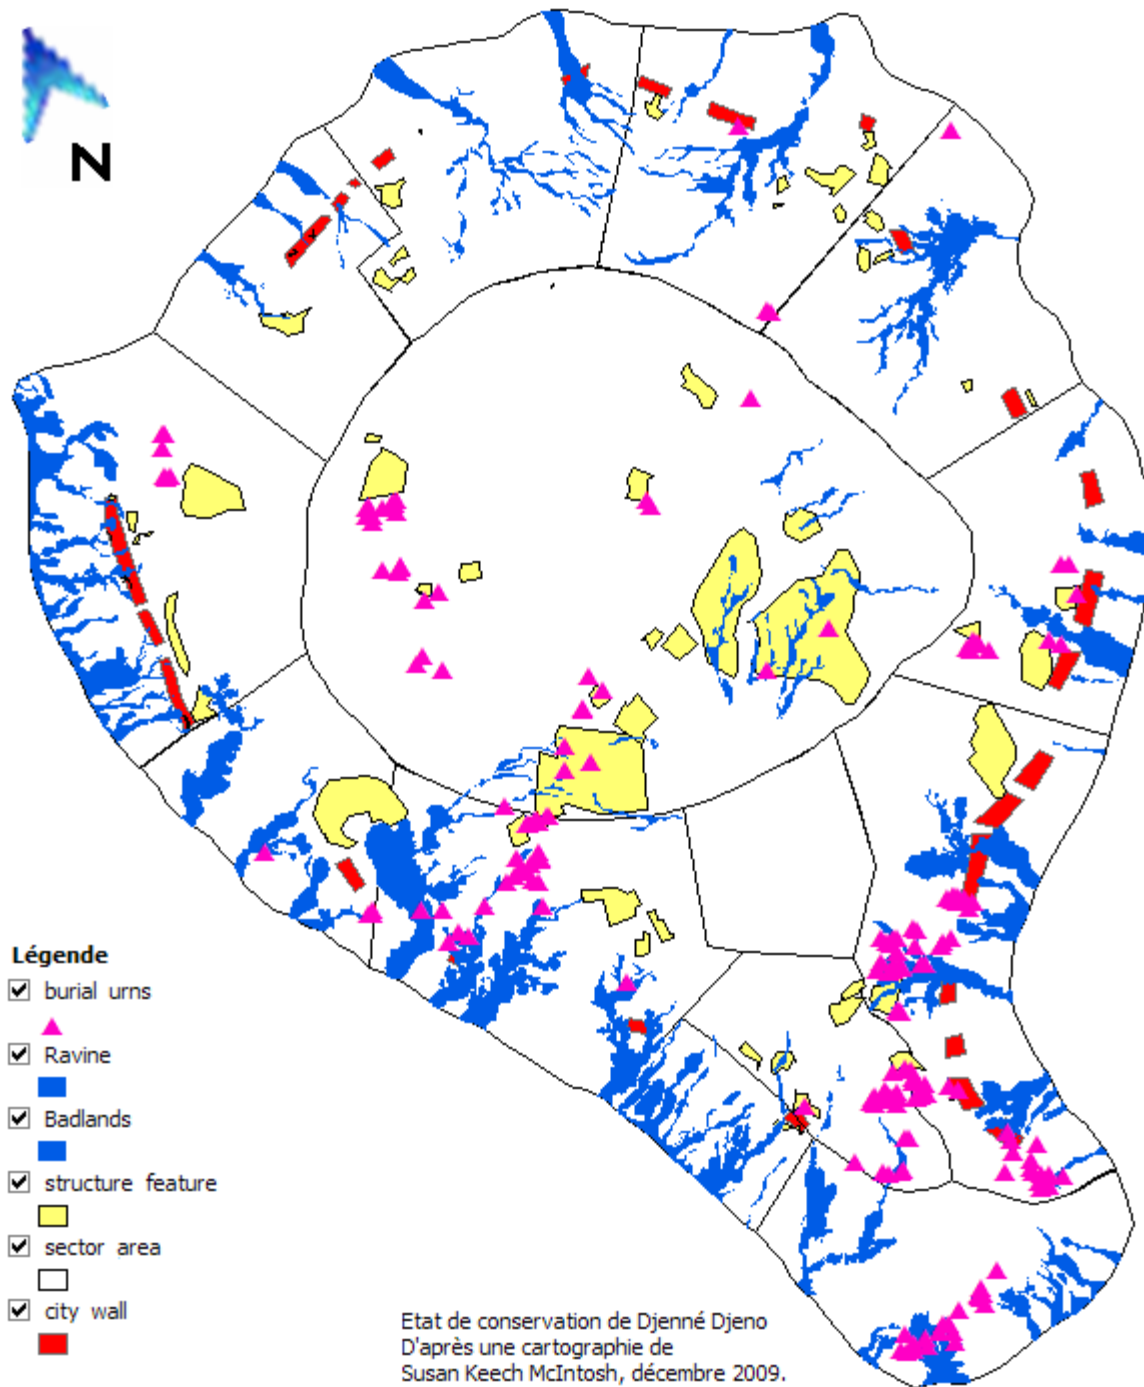 N
Légende
burial urns
Ravine
Badlands
structure feature
sector area
city wall
Etat de conservation de Djenné Djeno
D'après une cartographie de
Susan Keech McIntosh, décembre 2009.